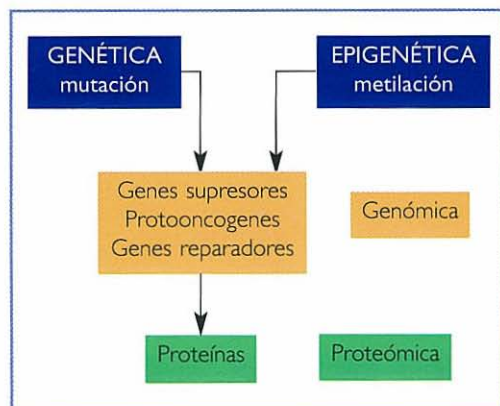 GENÉTICA
mutación
EPIGENÉTICA
metilación
Genes supresores
Protooncogenes
Genes reparadores
Genómica
Proteínas
Proteómica